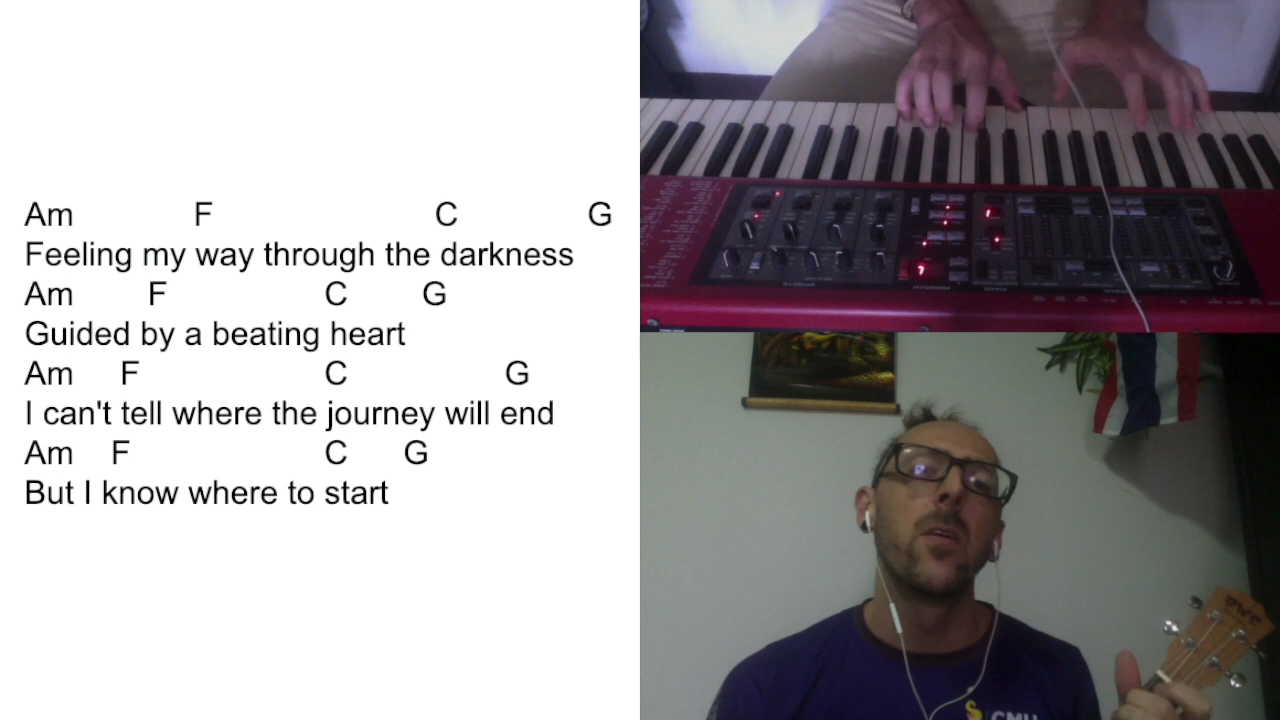 Am F C G
Feeling my way through the darkness
Am F C G
Guided by a beating heart
Am F C G
I can't tell where the journey will end
Am F C G
But I know where to start
CMU